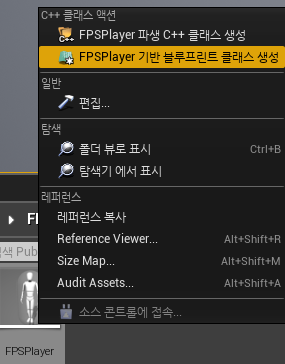 C++ 클래스 액션
FPSPlayer 파생 C++ 클래스 생성
FPSPlayer 기반 블루프린트 클래스 생성
일반
편집...
탐색
폴더 뷰로 표시 Ctrl+B
탐색기 에서 표시
레퍼런스
레퍼런스 복사
Reference Viewer... Alt+Shift+R
Size Map... Alt+Shift+M
Audit Assets... Alt+Shift+A
소스 콘트롤에 접속...
색 Pub
FPSPlayer